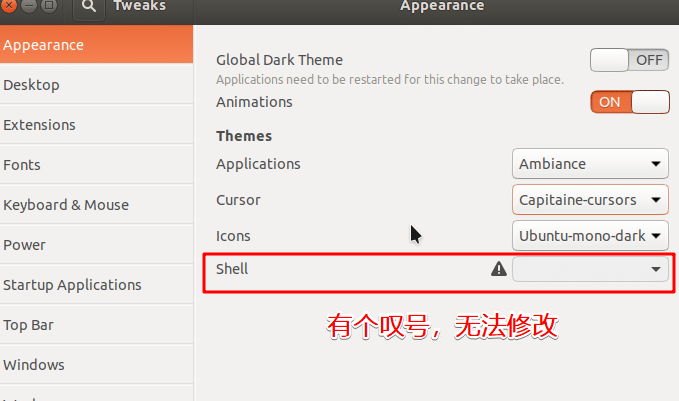 Tweaks
Appearance
Appearance
Desktop
Extensions
Fonts
Keyboard & Mouse
Power
Startup Applications
Top Bar
Windows
Global Dark Theme
OFF
Applications need to be restarted for this change to take place.
Animations
ON
Themes
Applications
Ambiance
Cursor
Capitaine-cursors
Icons
Ubuntu-mono-dark
Shell
有个叹号，无法修改